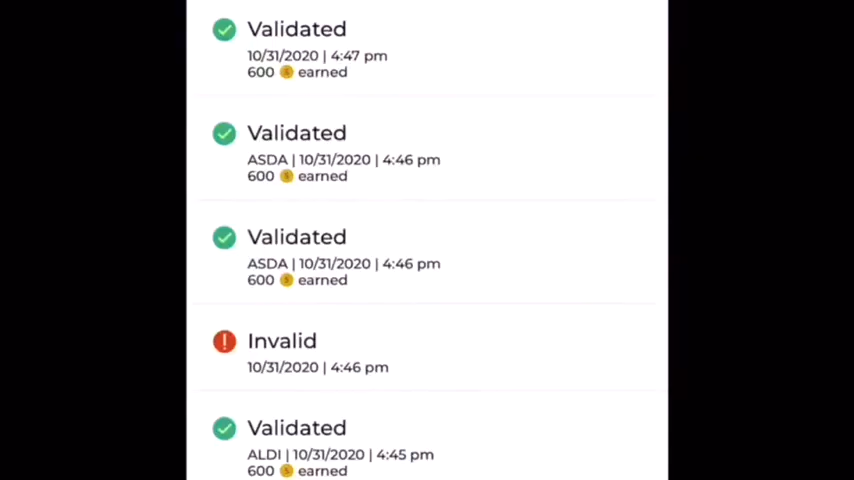 Validated
10/31/2020 | 4:47 pm
600 earned
Validated
ASDA | 10/31/2020 | 4:46 pm
600 earned
Validated
ASDA | 10/31/2020 | 4:46 pm
600 earned
Invalid
10/31/2020 | 4:46 pm
Validated
ALDI | 10/31/2020 | 4:45 pm
600 earned